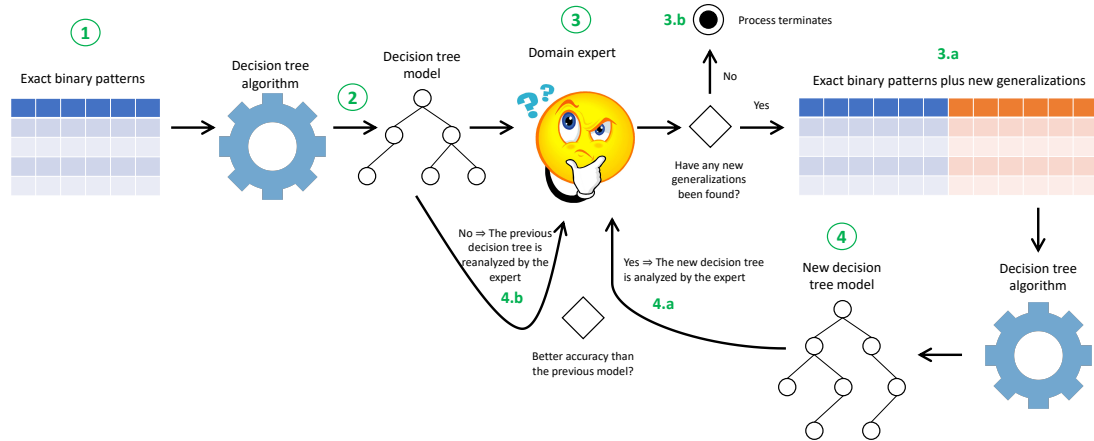 1
Exact binary patterns
Decision tree
algorithm
2
Decision tree
model
3
Domain expert
??
3.b
Process terminates
No
Yes
Have any new
generalizations
been found?
3.a
Exact binary patterns plus new generalizations
Decision tree
algorithm
4
New decision
tree model
Yes ⇒ The new decision tree
is analyzed by the expert
4.a
No ⇒ The previous
decision tree is
reanalyzed by the
expert
4.b
Better accuracy than
the previous model?